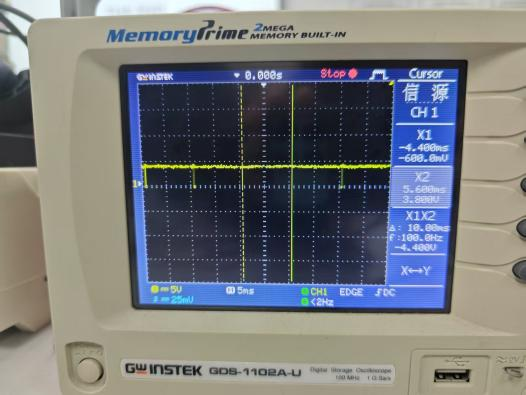 MemoryPrime 2MEGA
MEMORY BUILT-IN
GWINSTEK ▼ 0.000s Stop Cursor
信 源
CH 1
X1
-4.400ms
-600.0mV
X2
5.600ms
3.800V
X1X2
Δ: 10.00ms
f: 100.0Hz
-4.400V
X↔Y
1
5V 5ms CH1 EDGE DC
25mV <2Hz
GWINSTEK GDS-1102A-U Digital Storage Oscilloscope
100 MHz 1 G Sa/s